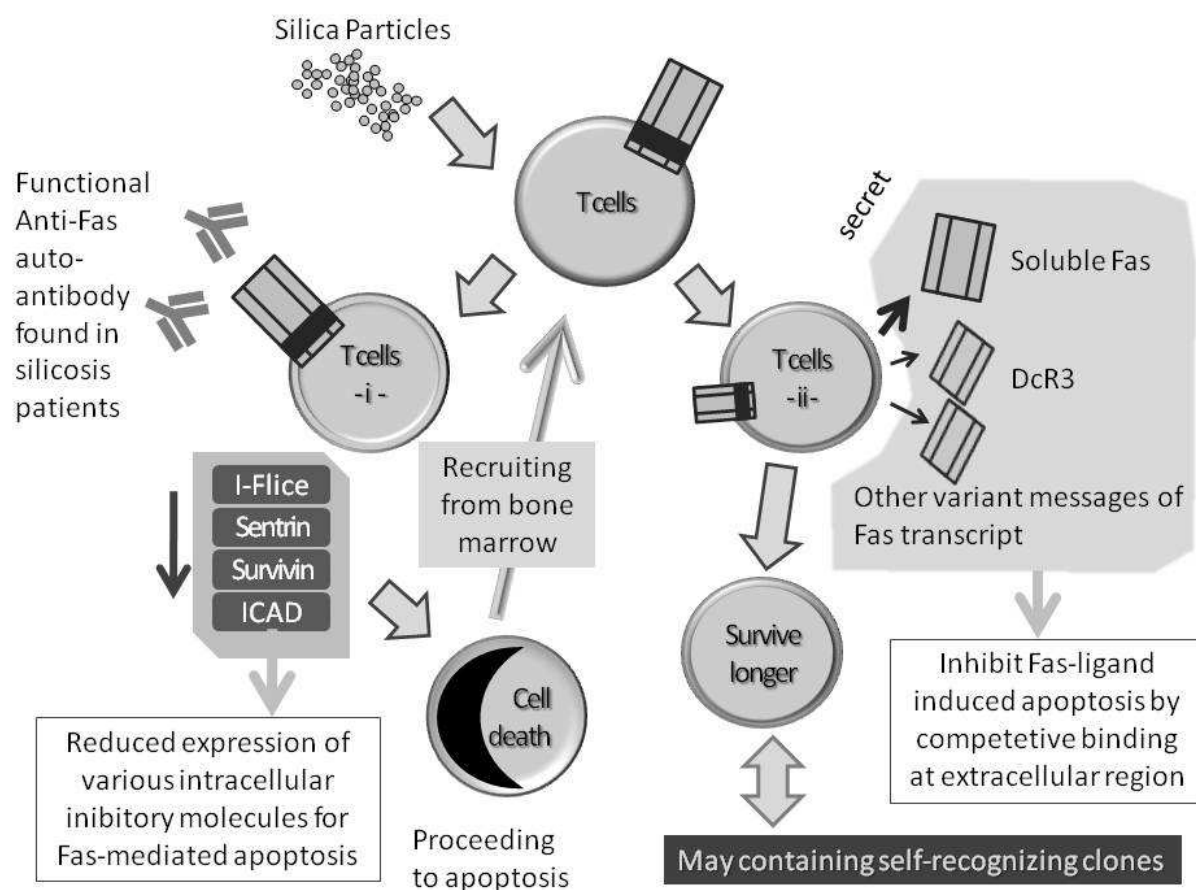 Silica Particles
Tcells
Functional
Anti-Fas
auto-
antibody
found in
silicosis
patients
Tcells
-i -
secret
Soluble Fas
DcR3
Other variant messages of
Fas transcript
Tcells
-ii-
I-Flice
Sentrin
Survivin
ICAD
Recruiting
from bone
marrow
Survive
longer
Cell
death
Inhibit Fas-ligand
induced apoptosis by
competetive binding
at extracellular region
Reduced expression of
various intracellular
inibitory molecules for
Fas-mediated apoptosis
Proceeding
to apoptosis
May containing self-recognizing clones